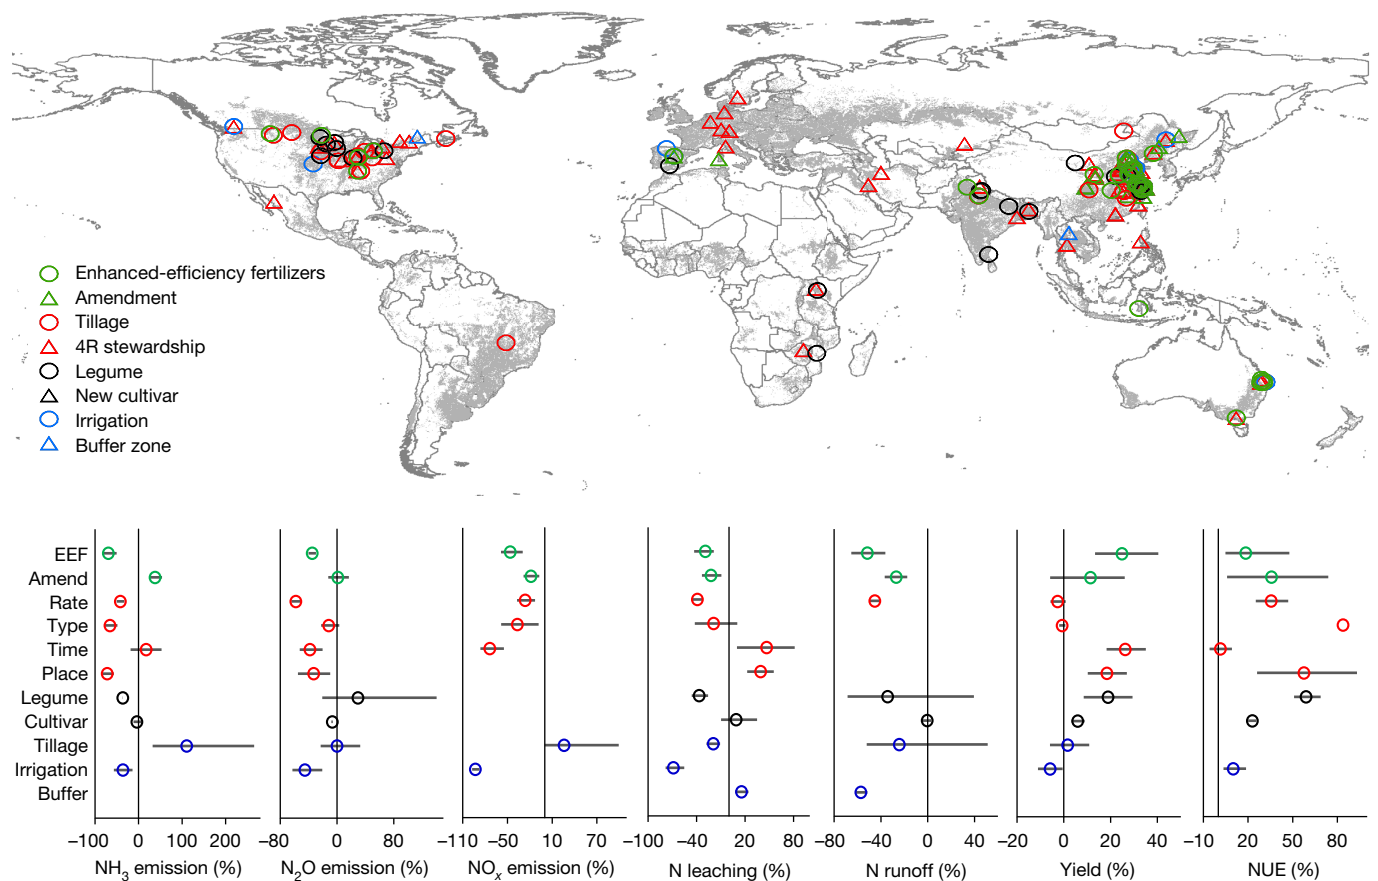 Enhanced-efficiency fertilizers
Amendment
Tillage
4R stewardship
Legume
New cultivar
Irrigation
Buffer zone
EEF
Amend
Rate
Type
Time
Place
Legume
Cultivar
Tillage
Irrigation
Buffer
−100 0 100 200
NH3 emission (%)
−80 0 80
N2O emission (%)
−110 −50 10 70
NOx emission (%)
−100 −40 20 80
N leaching (%)
−80 −40 0 40
N runoff (%)
−20 0 20 40
Yield (%)
−10 20 50 80
NUE (%)